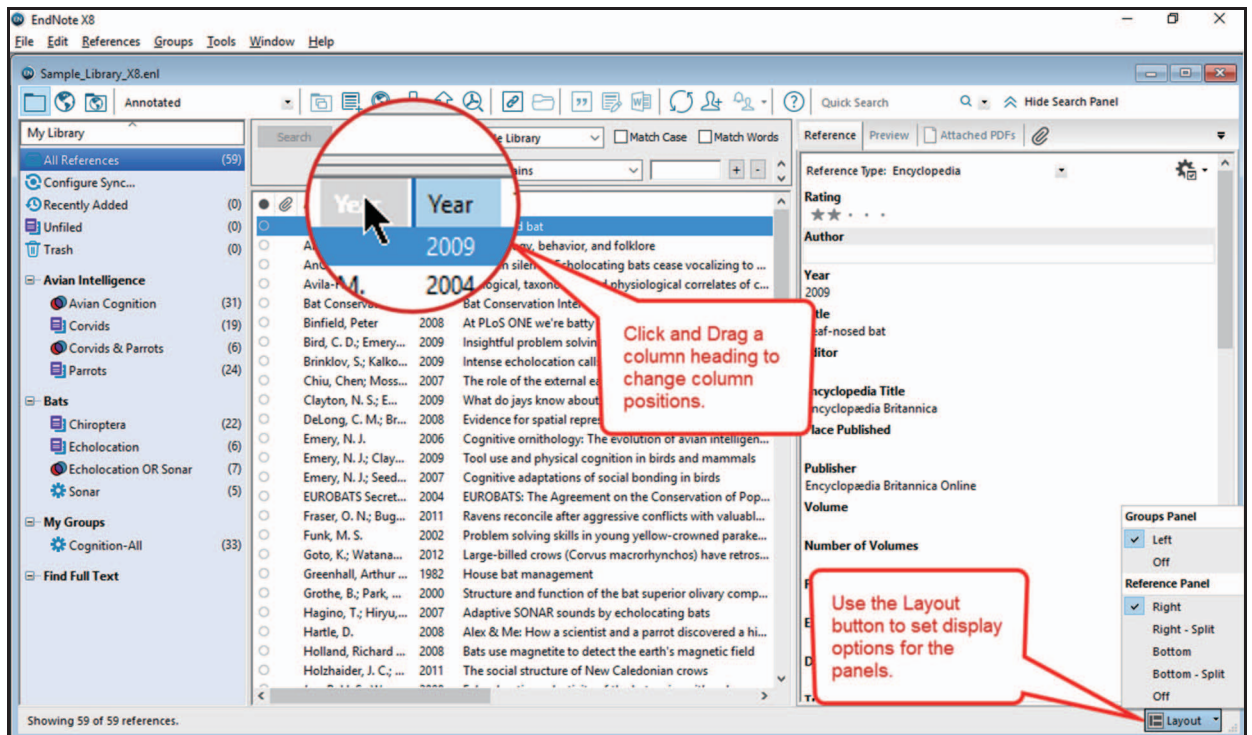 EndNote X8
File Edit References Groups Tools Window Help
Sample_Library_X8.enl
Annotated
Quick Search
Hide Search Panel
My Library
All References (59)
Configure Sync...
Recently Added (0)
Unfiled (0)
Trash (0)
Avian Intelligence
Avian Cognition (31)
Corvids (19)
Corvids & Parrots (6)
Parrots (24)
Bats
Chiroptera (22)
Echolocation (6)
Echolocation OR Sonar (7)
Sonar (5)
My Groups
Cognition-All (33)
Find Full Text
Search
Library
Match Case Match Words
+ -
Year Year
2009
M. 2004
bat
behavior, and folklore
bats cease vocalizing to ...
physiological correlates of c...
Bat Conservation
Binfield, Peter 2008 At PLoS ONE we're batty
Bird, C. D.; Emery... 2009 Insightful problem
Brinklov, S.; Kalko... 2009 Intense echolocation
Chiu, Chen; Moss... 2007 The role of the external
Clayton, N. S.; E... 2009 What do jays know about
DeLong, C. M.; Br... 2008 Evidence for spatial
Emery, N. J. 2006 Cognitive ornithology: The evolution of avian intelligen...
Emery, N. J.; Clay... 2009 Tool use and physical cognition in birds and mammals
Emery, N. J.; Seed... 2007 Cognitive adaptations of social bonding in birds
EUROBATS Secret... 2004 EUROBATS: The Agreement on the Conservation of Pop...
Fraser, O. N.; Bug... 2011 Ravens reconcile after aggressive conflicts with valuabl...
Funk, M. S. 2002 Problem solving skills in young yellow-crowned parake...
Goto, K.; Watana... 2012 Large-billed crows (Corvus macrorhynchos) have retros...
Greenhall, Arthur ... 1982 House bat management
Grothe, B.; Park, ... 2000 Structure and function of the bat superior olivary comp...
Hagino, T.; Hiryu,... 2007 Adaptive SONAR sounds by echolocating bats
Hartle, D. 2008 Alex & Me: How a scientist and a parrot discovered a hi...
Holland, Richard ... 2008 Bats use magnetite to detect the earth's magnetic field
Holzhaider, J. C.; ... 2011 The social structure of New Caledonian crows
Click and Drag a
column heading to
change column
positions.
Reference Preview Attached PDFs
Reference Type: Encyclopedia
Rating
Author
Year
2009
nosed bat
Title
Britannica
Published
Publisher
Encyclopædia Britannica Online
Volume
Number of Volumes
Use the Layout
button to set display
options for the
panels.
Groups Panel
Left
Off
Reference Panel
Right
Right - Split
Bottom
Bottom - Split
Off
Layout
Showing 59 of 59 references.